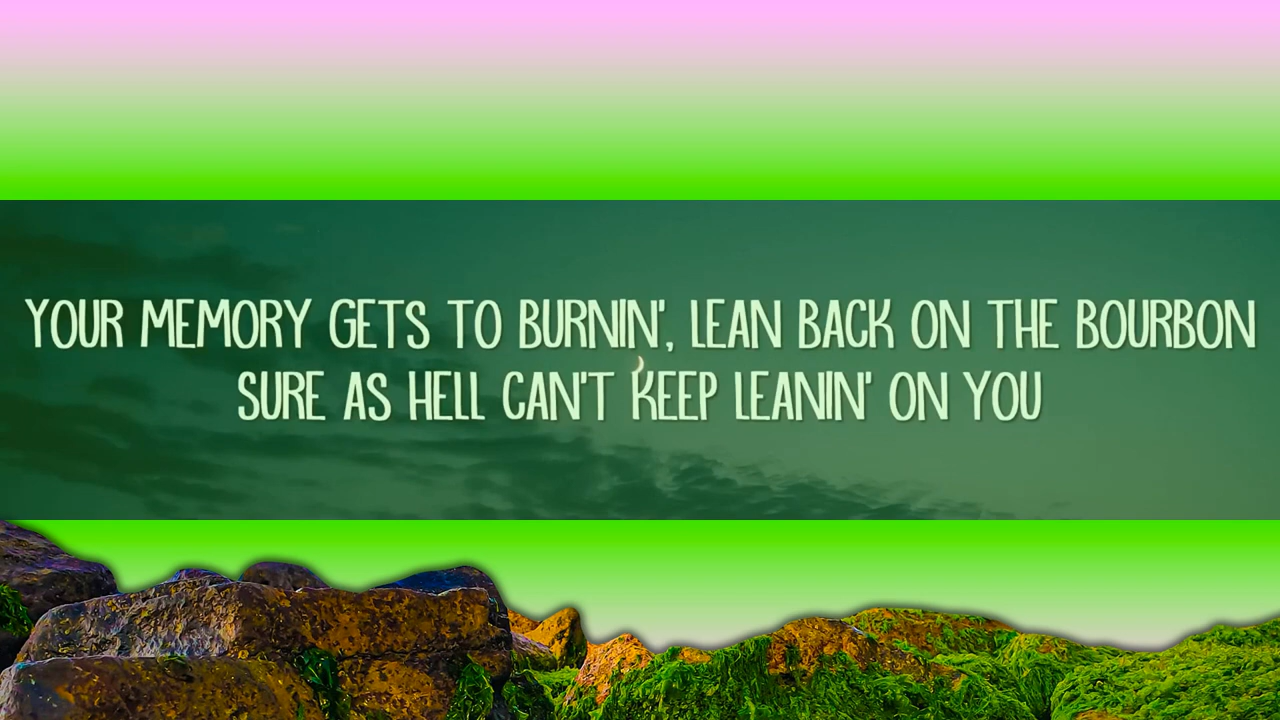 YOUR MEMORY GETS TO BURNIN', LEAN BACK ON THE BOURBON
SURE AS HELL CAN'T KEEP LEANIN' ON YOU